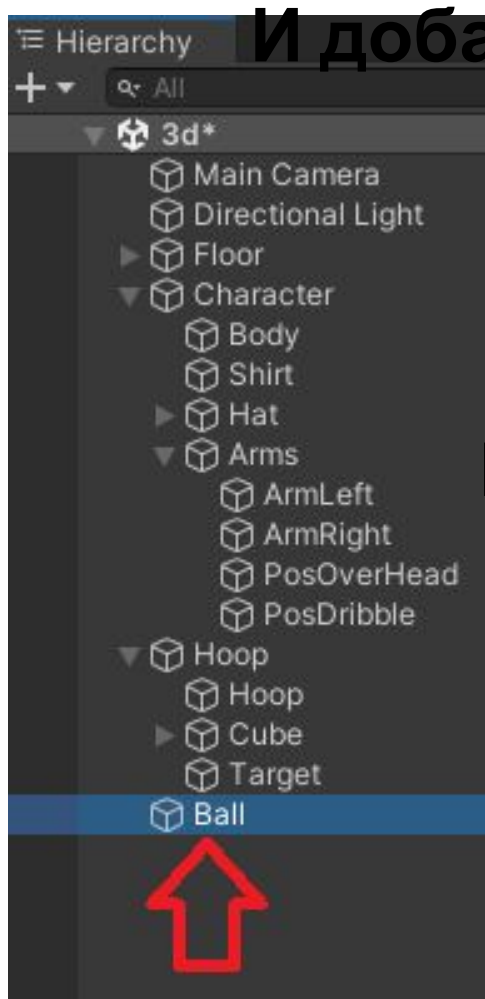 И доба
Hierarchy
All
3d*
Main Camera
Directional Light
Floor
Character
Body
Shirt
Hat
Arms
ArmLeft
ArmRight
PosOverHead
PosDribble
Hoop
Hoop
Cube
Target
Ball